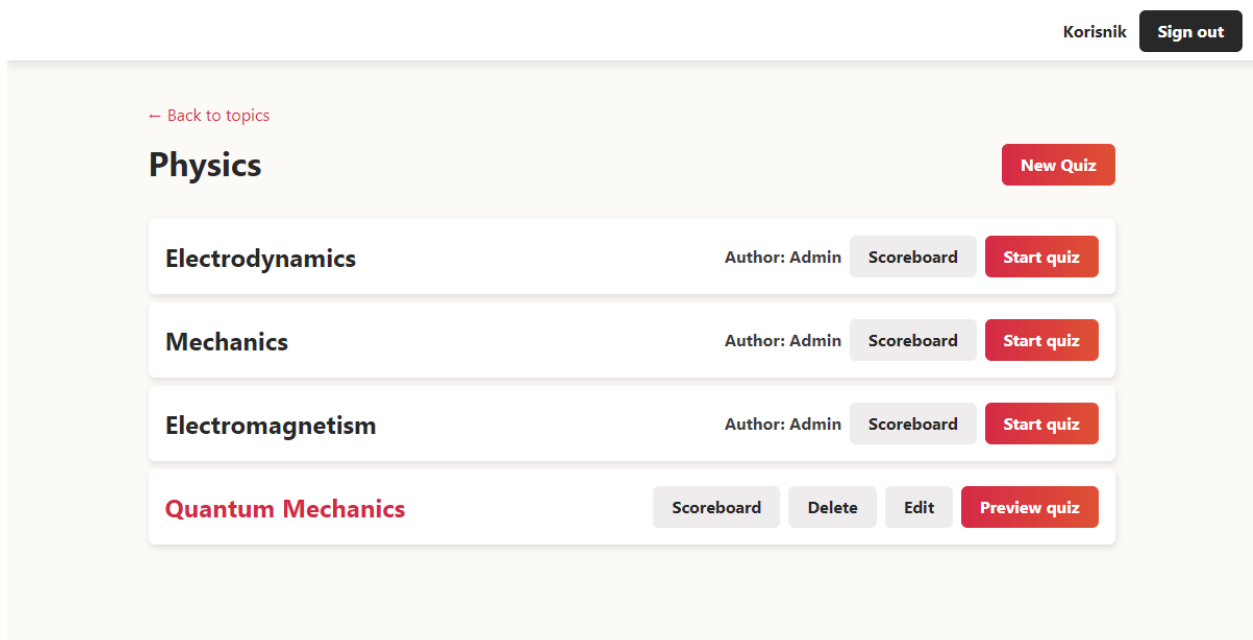 Korisnik Sign out
← Back to topics
Physics New Quiz
Electrodynamics Author: Admin Scoreboard Start quiz
Mechanics Author: Admin Scoreboard Start quiz
Electromagnetism Author: Admin Scoreboard Start quiz
Quantum Mechanics Scoreboard Delete Edit Preview quiz